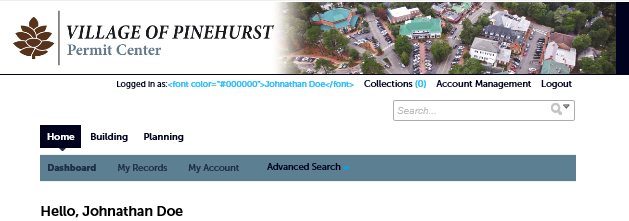 VILLAGE OF PINEHURST
Permit Center
Logged in as:<font color="#000000">Johnathan Doe</font> Collections (0) Account Management Logout
Search...
Home Building Planning
Dashboard My Records My Account Advanced Search
Hello, Johnathan Doe